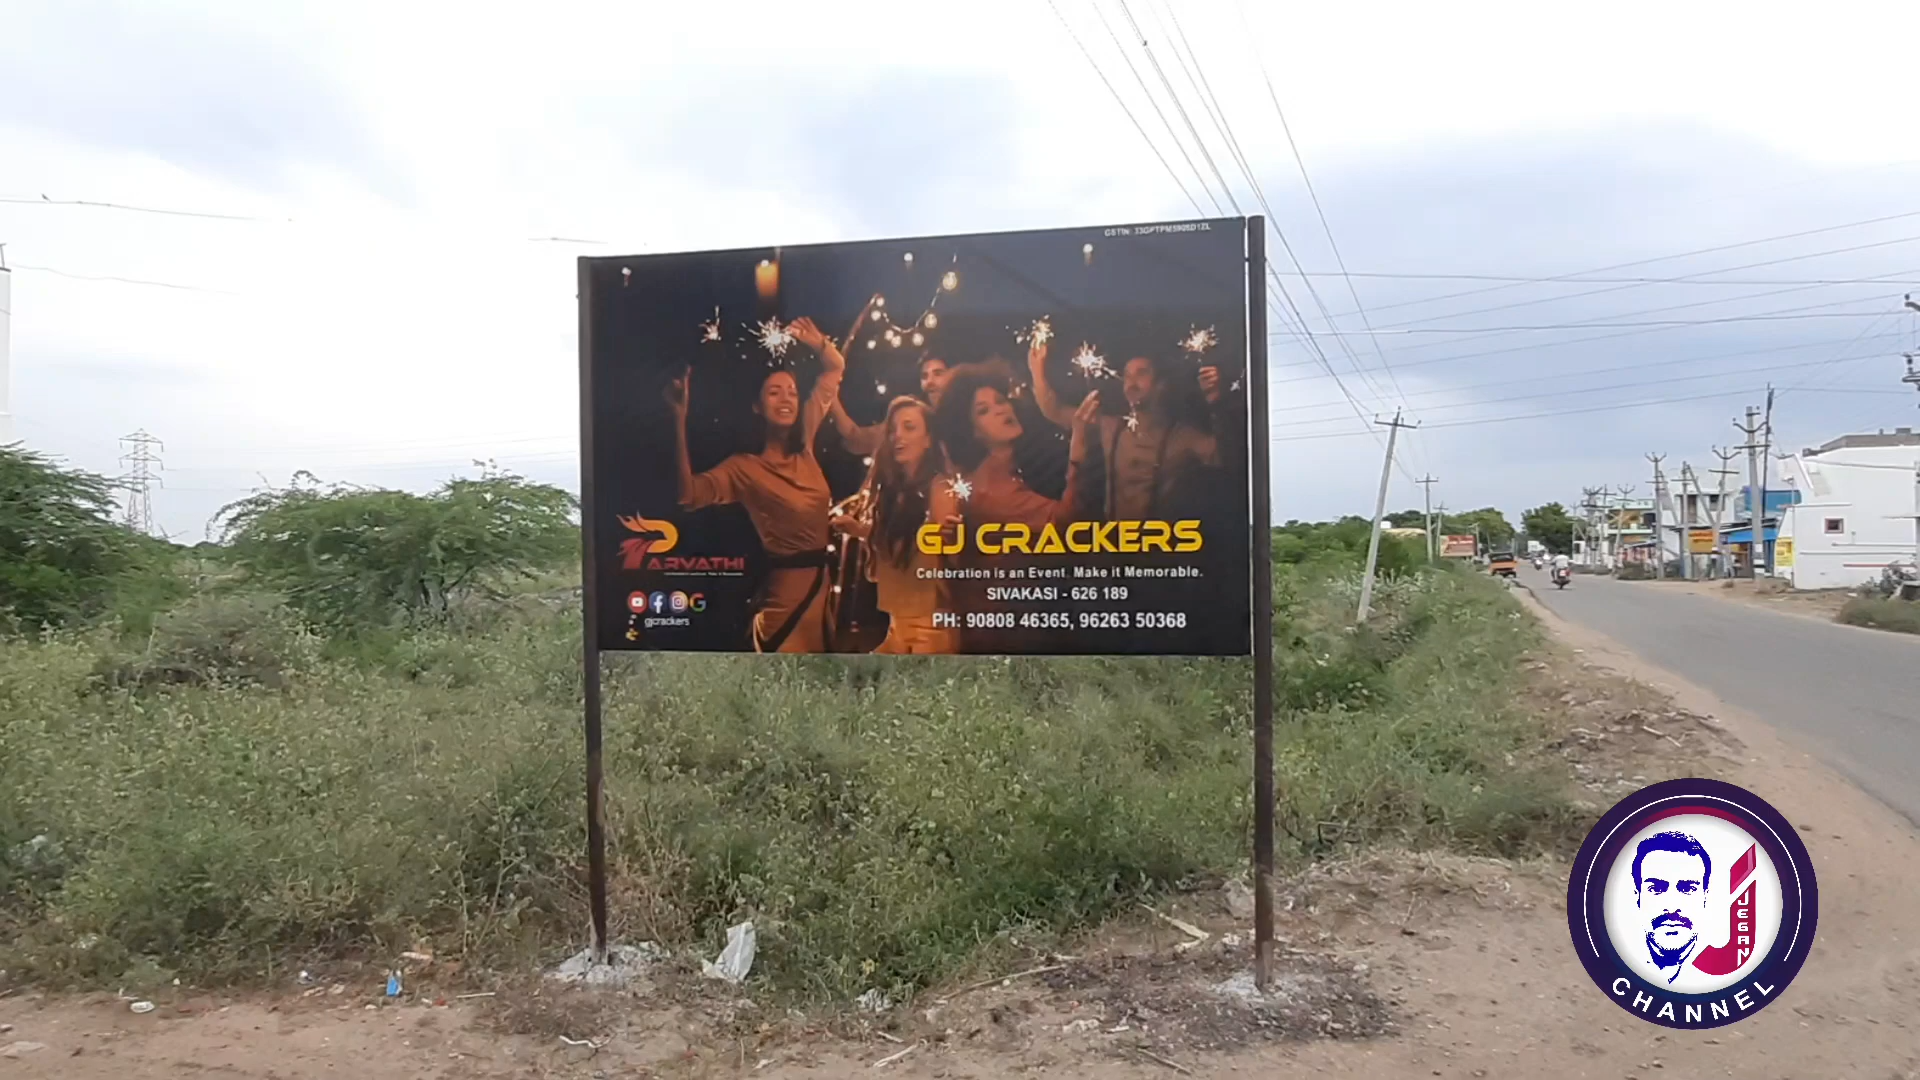 GJ CRACKERS
Celebration is an Event. Make it Memorable.
SIVAKASI - 626 189
PH: 90808 46365, 96263 50368
PARVATHI
gjcrackers
GSTIN:
JEGAN
CHANNEL